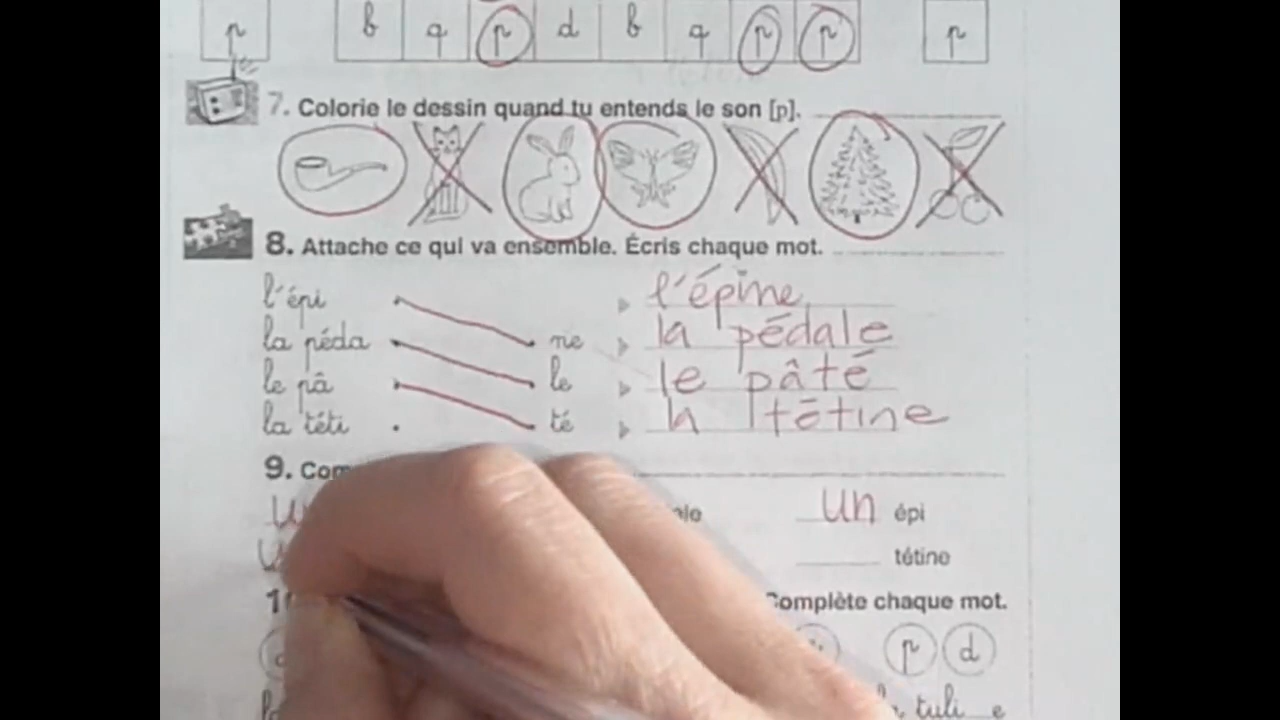 p b q p d b q p p p
7. Colorie le dessin quand tu entends le son [p].
8. Attache ce qui va ensemble. Écris chaque mot.
l'épi l'épine
la péda ne la pédale
le pâ le le pâté
la téti té la tétine
9. un épi
tétine
Complète chaque mot.
p d
tuli e